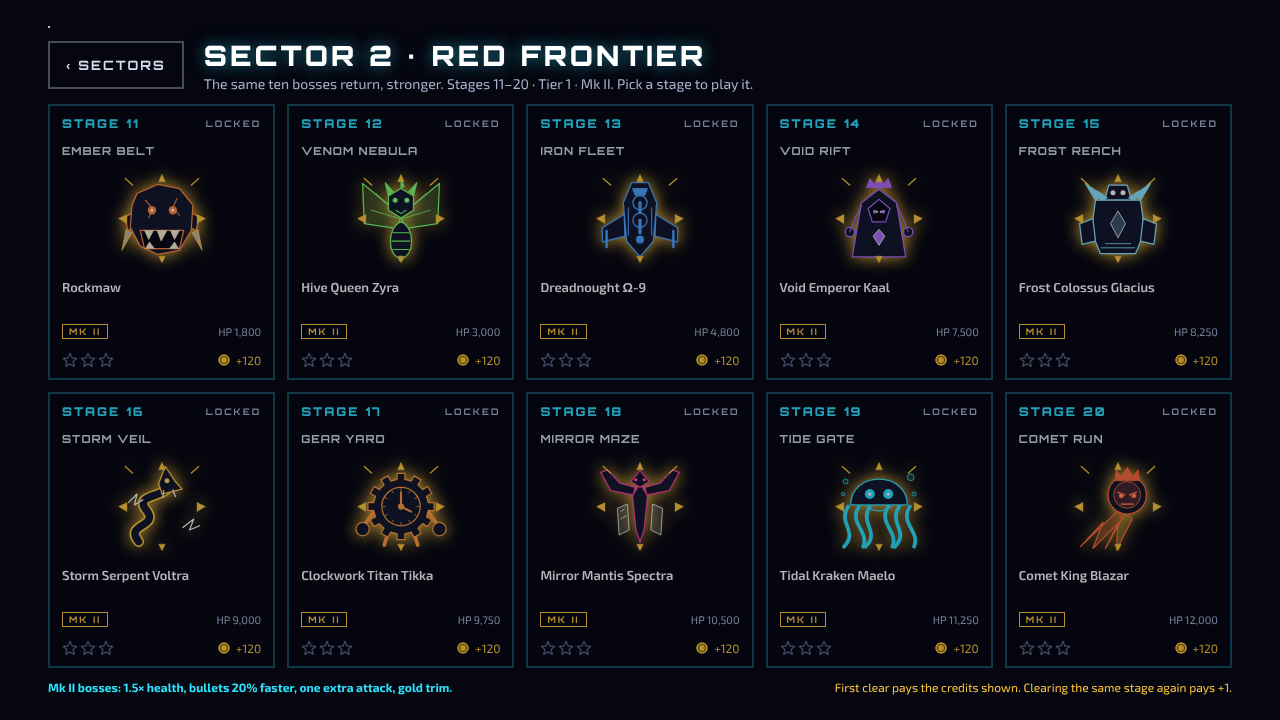 ‹ SECTORS
SECTOR 2 · RED FRONTIER
The same ten bosses return, stronger. Stages 11–20 · Tier 1 · Mk II. Pick a stage to play it.
STAGE 11 LOCKED
EMBER BELT
Rockmaw
MK II HP 1,800
+120
STAGE 12 LOCKED
VENOM NEBULA
Hive Queen Zyra
MK II HP 3,000
+120
STAGE 13 LOCKED
IRON FLEET
Dreadnought Ω-9
MK II HP 4,800
+120
STAGE 14 LOCKED
VOID RIFT
Void Emperor Kaal
MK II HP 7,500
+120
STAGE 15 LOCKED
FROST REACH
Frost Colossus Glacius
MK II HP 8,250
+120
STAGE 16 LOCKED
STORM VEIL
Storm Serpent Voltra
MK II HP 9,000
+120
STAGE 17 LOCKED
GEAR YARD
Clockwork Titan Tikka
MK II HP 9,750
+120
STAGE 18 LOCKED
MIRROR MAZE
Mirror Mantis Spectra
MK II HP 10,500
+120
STAGE 19 LOCKED
TIDE GATE
Tidal Kraken Maelo
MK II HP 11,250
+120
STAGE 20 LOCKED
COMET RUN
Comet King Blazar
MK II HP 12,000
+120
Mk II bosses: 1.5× health, bullets 20% faster, one extra attack, gold trim.
First clear pays the credits shown. Clearing the same stage again pays +1.